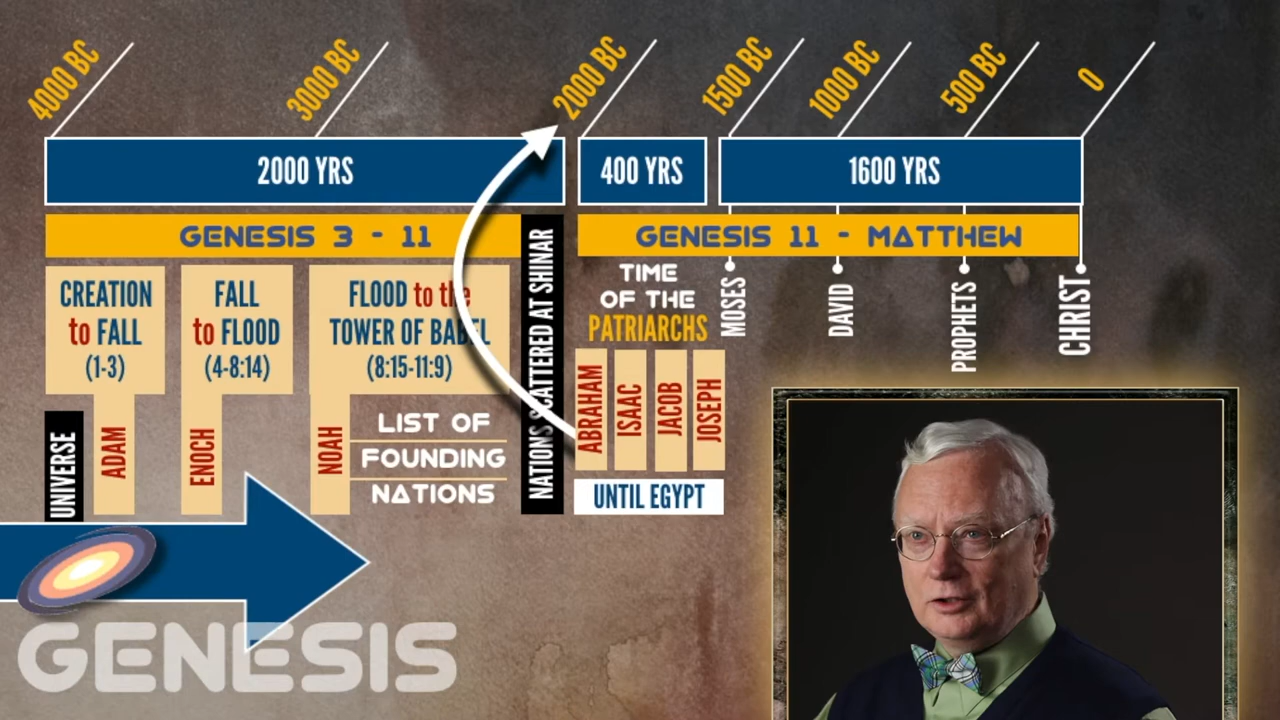 4000 BC
3000 BC
2000 BC
1500 BC
1000 BC
500 BC
0
2000 YRS
400 YRS
1600 YRS
GENESIS 3 - 11
GENESIS 11 - MATTHEW
CREATION
to FALL
(1-3)
FALL
to FLOOD
(4-8:14)
FLOOD to the
TOWER OF BABEL
(8:15-11:9)
NATIONS SCATTERED AT SHINAR
TIME
OF THE
PATRIARCHS
MOSES
DAVID
PROPHETS
CHRIST
UNIVERSE
ADAM
ENOCH
NOAH
LIST OF
FOUNDING
NATIONS
ABRAHAM
ISAAC
JACOB
JOSEPH
UNTIL EGYPT
GENESIS